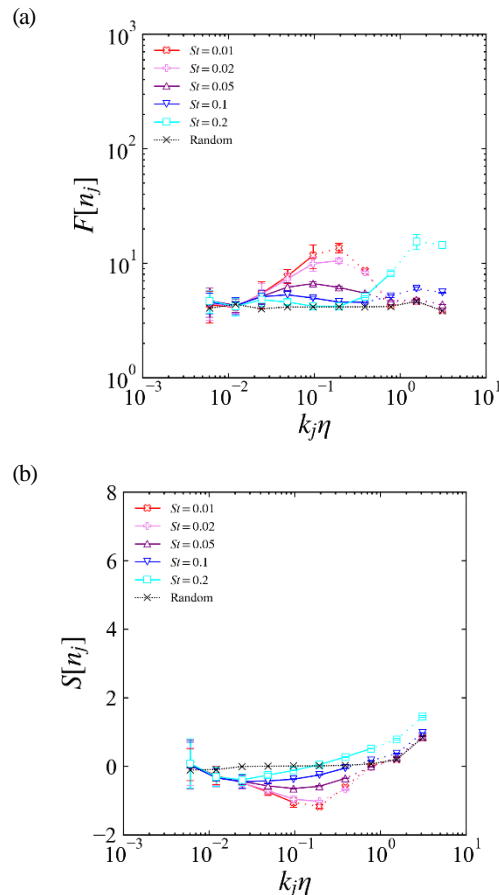 (a)
10³
St=0.01
St=0.02
St=0.05
St=0.1
St=0.2
Random
10²
F[nⱼ]
10¹
10⁰
10⁻³ 10⁻² 10⁻¹ 10⁰ 10¹
kⱼη
(b)
8
St=0.01
St=0.02
St=0.05
St=0.1
St=0.2
Random
6
4
S[nⱼ]
2
0
−2
10⁻³ 10⁻² 10⁻¹ 10⁰ 10¹
kⱼη